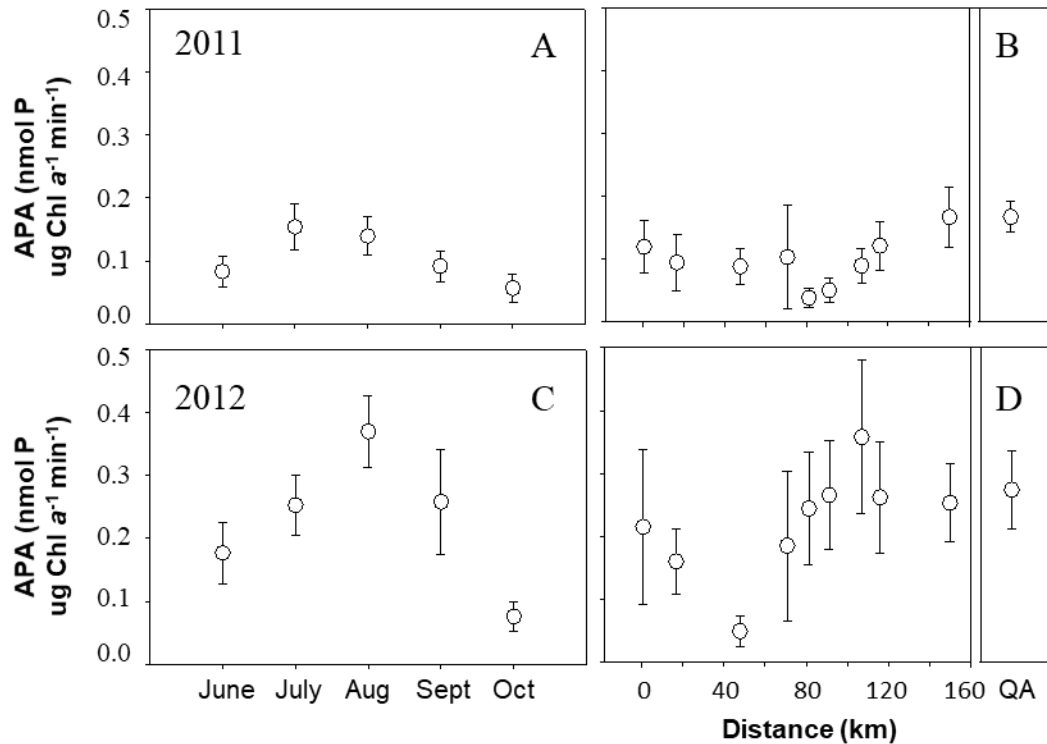 0.5
0.4
0.3
0.2
0.1
0.0
APA (nmol P
ug Chl a-1 min-1)
2011
A
B
0.5
0.4
0.3
0.2
0.1
0.0
APA (nmol P
ug Chl a-1 min-1)
2012
C
D
June July Aug Sept Oct
0 40 80 120 160 QA
Distance (km)